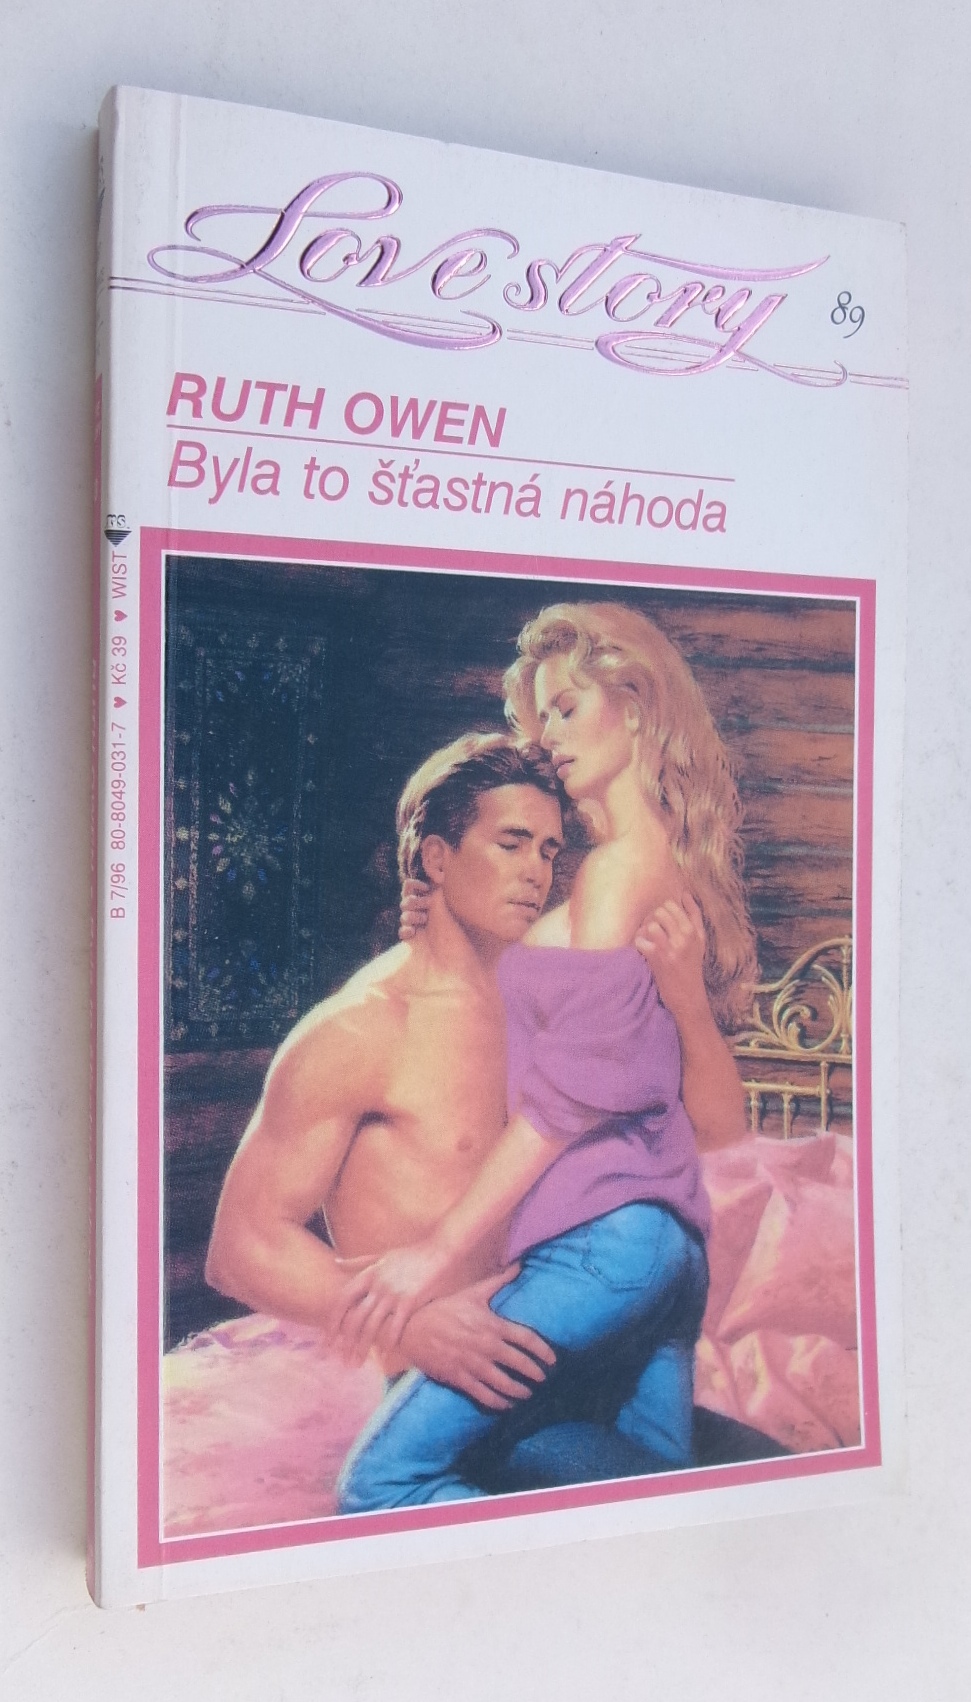 Love story
89
RUTH OWEN
Byla to šťastná náhoda
B 7/96 80-8049-031-7 ♥ Kč 39 ♥ WIST